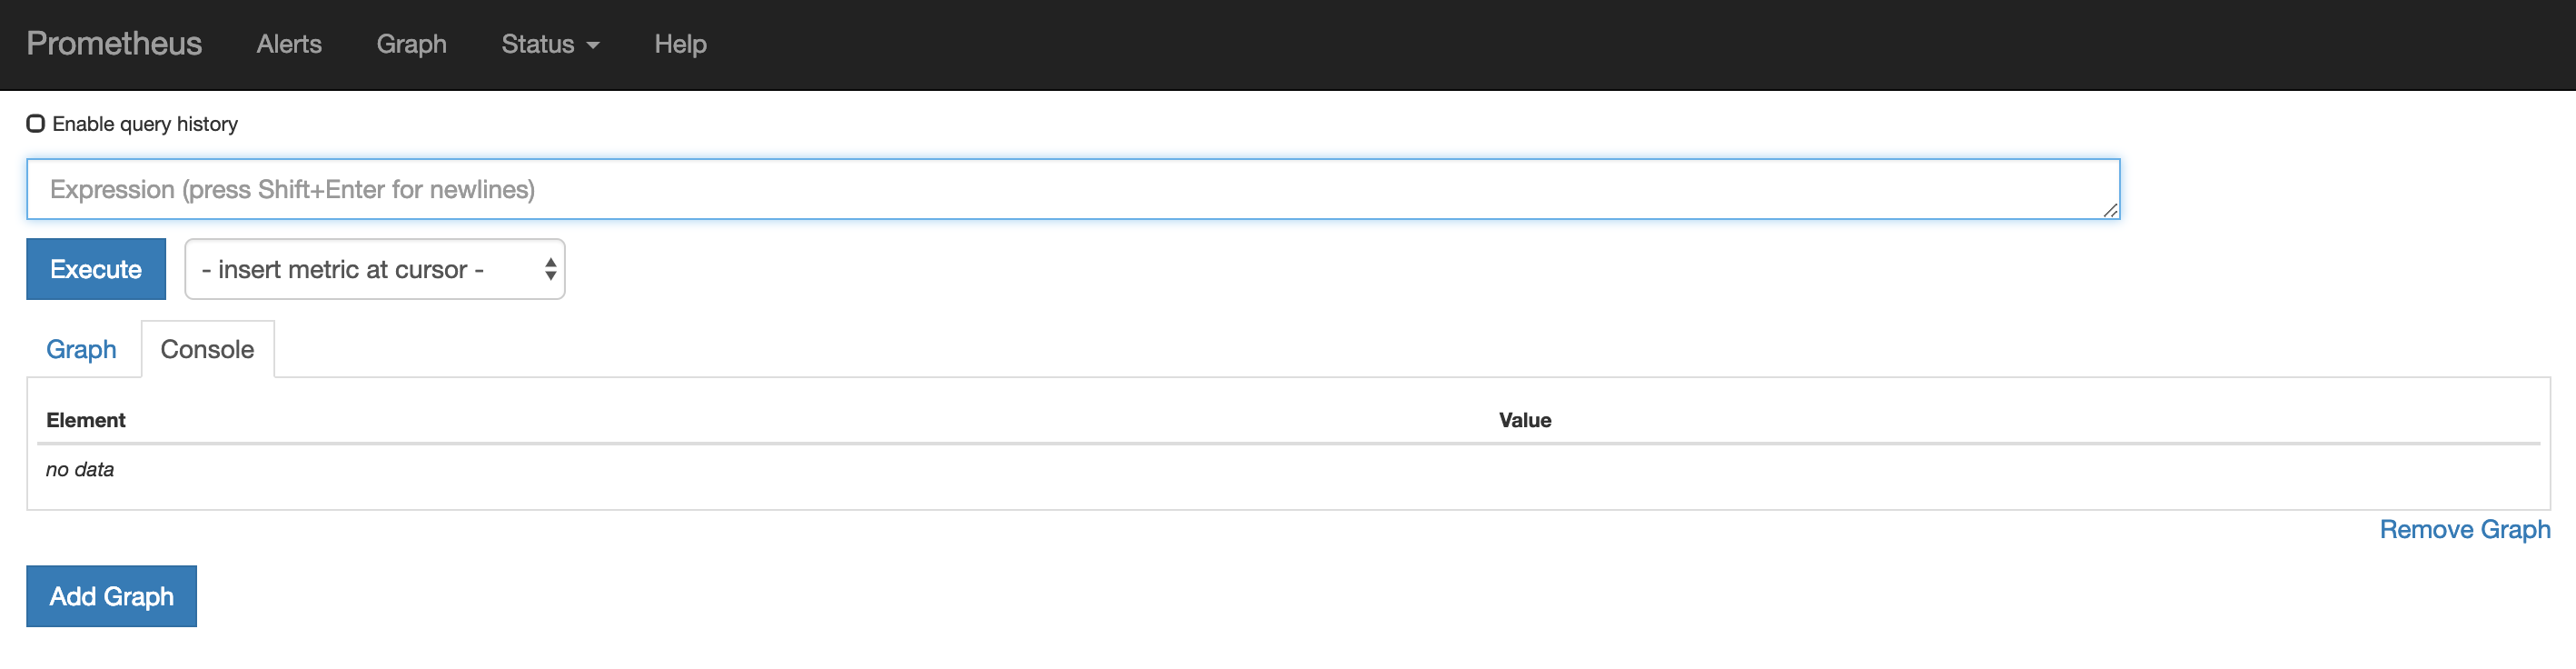 Prometheus Alerts Graph Status Help
Enable query history
Expression (press Shift+Enter for newlines)
Execute - insert metric at cursor -
Graph Console
Element Value
no data
Remove Graph
Add Graph